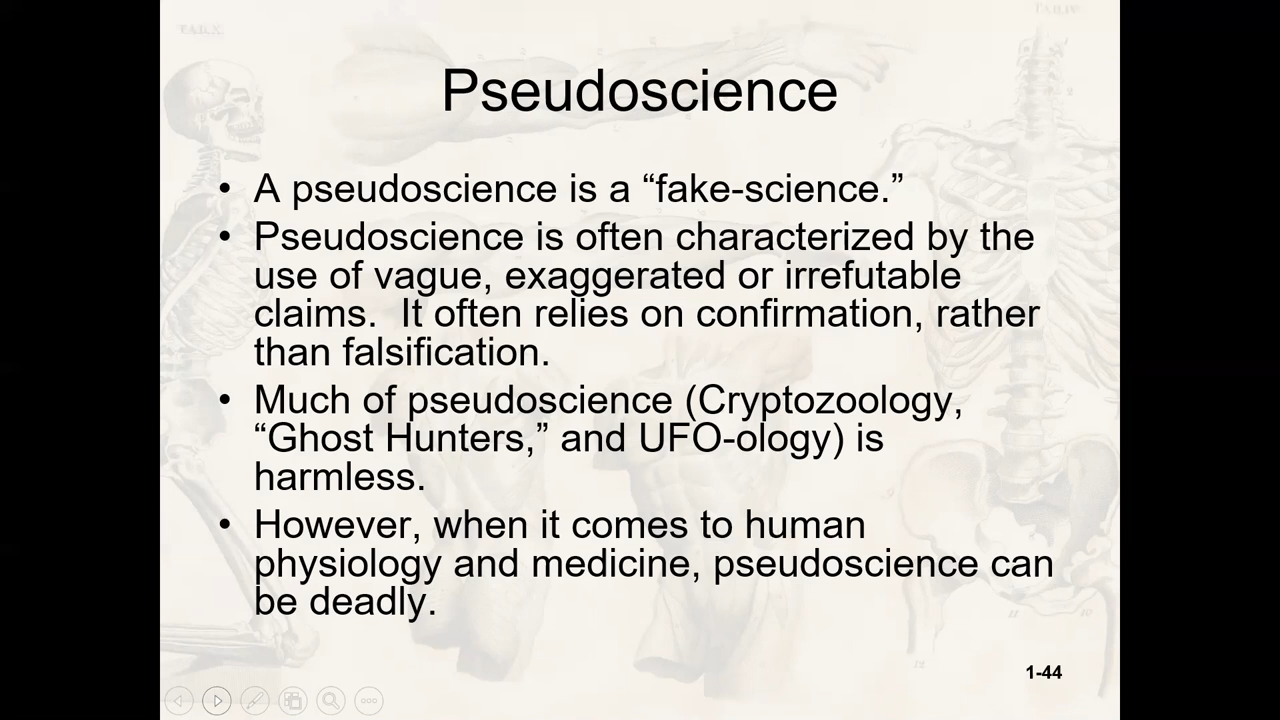 Pseudoscience
• A pseudoscience is a “fake-science.”
• Pseudoscience is often characterized by the
use of vague, exaggerated or irrefutable
claims.  It often relies on confirmation, rather
than falsification.
• Much of pseudoscience (Cryptozoology,
“Ghost Hunters,” and UFO-ology) is
harmless.
• However, when it comes to human
physiology and medicine, pseudoscience can
be deadly.
1-44